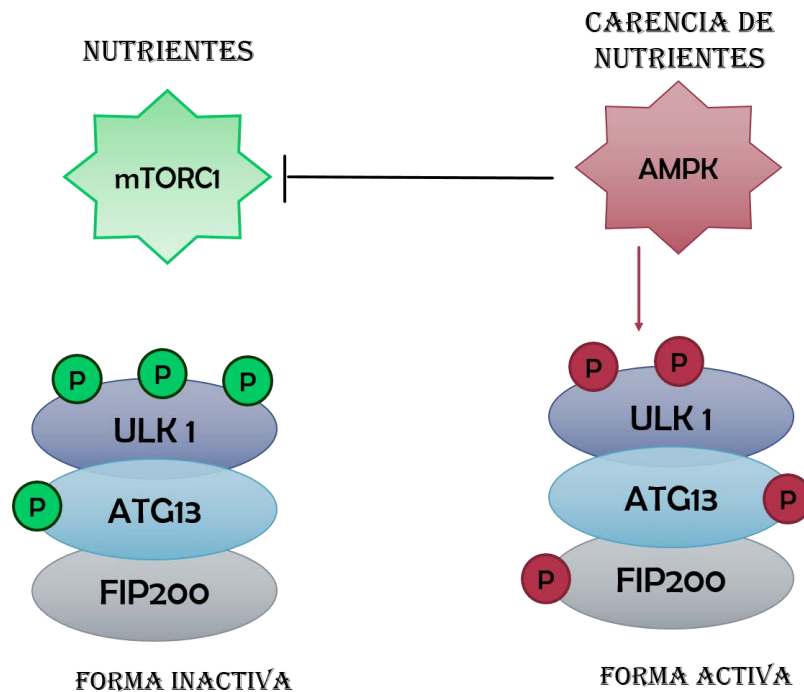 NUTRIENTES
CARENCIA DE
NUTRIENTES
mTORC1
AMPK
P
P
P
ULK 1
P
ATG13
FIP200
FORMA INACTIVA
P
P
ULK 1
ATG13
P
P
FIP200
FORMA ACTIVA